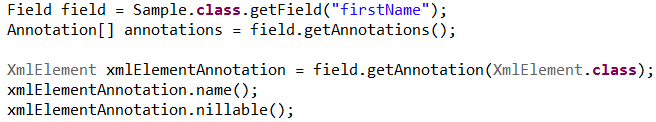 Field field = Sample.class.getField("firstName");
Annotation[] annotations = field.getAnnotations();
XmlElement xmlElementAnnotation = field.getAnnotation(XmlElement.class);
xmlElementAnnotation.name();
xmlElementAnnotation.nillable();